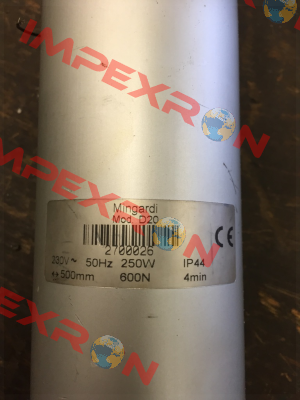 IMPEXRON
IMPEXRON
IMPEXRON
Mingardi
Mod. D20
2700026
CE
230V~ 50Hz 250W IP44
↔500mm 600N 4min